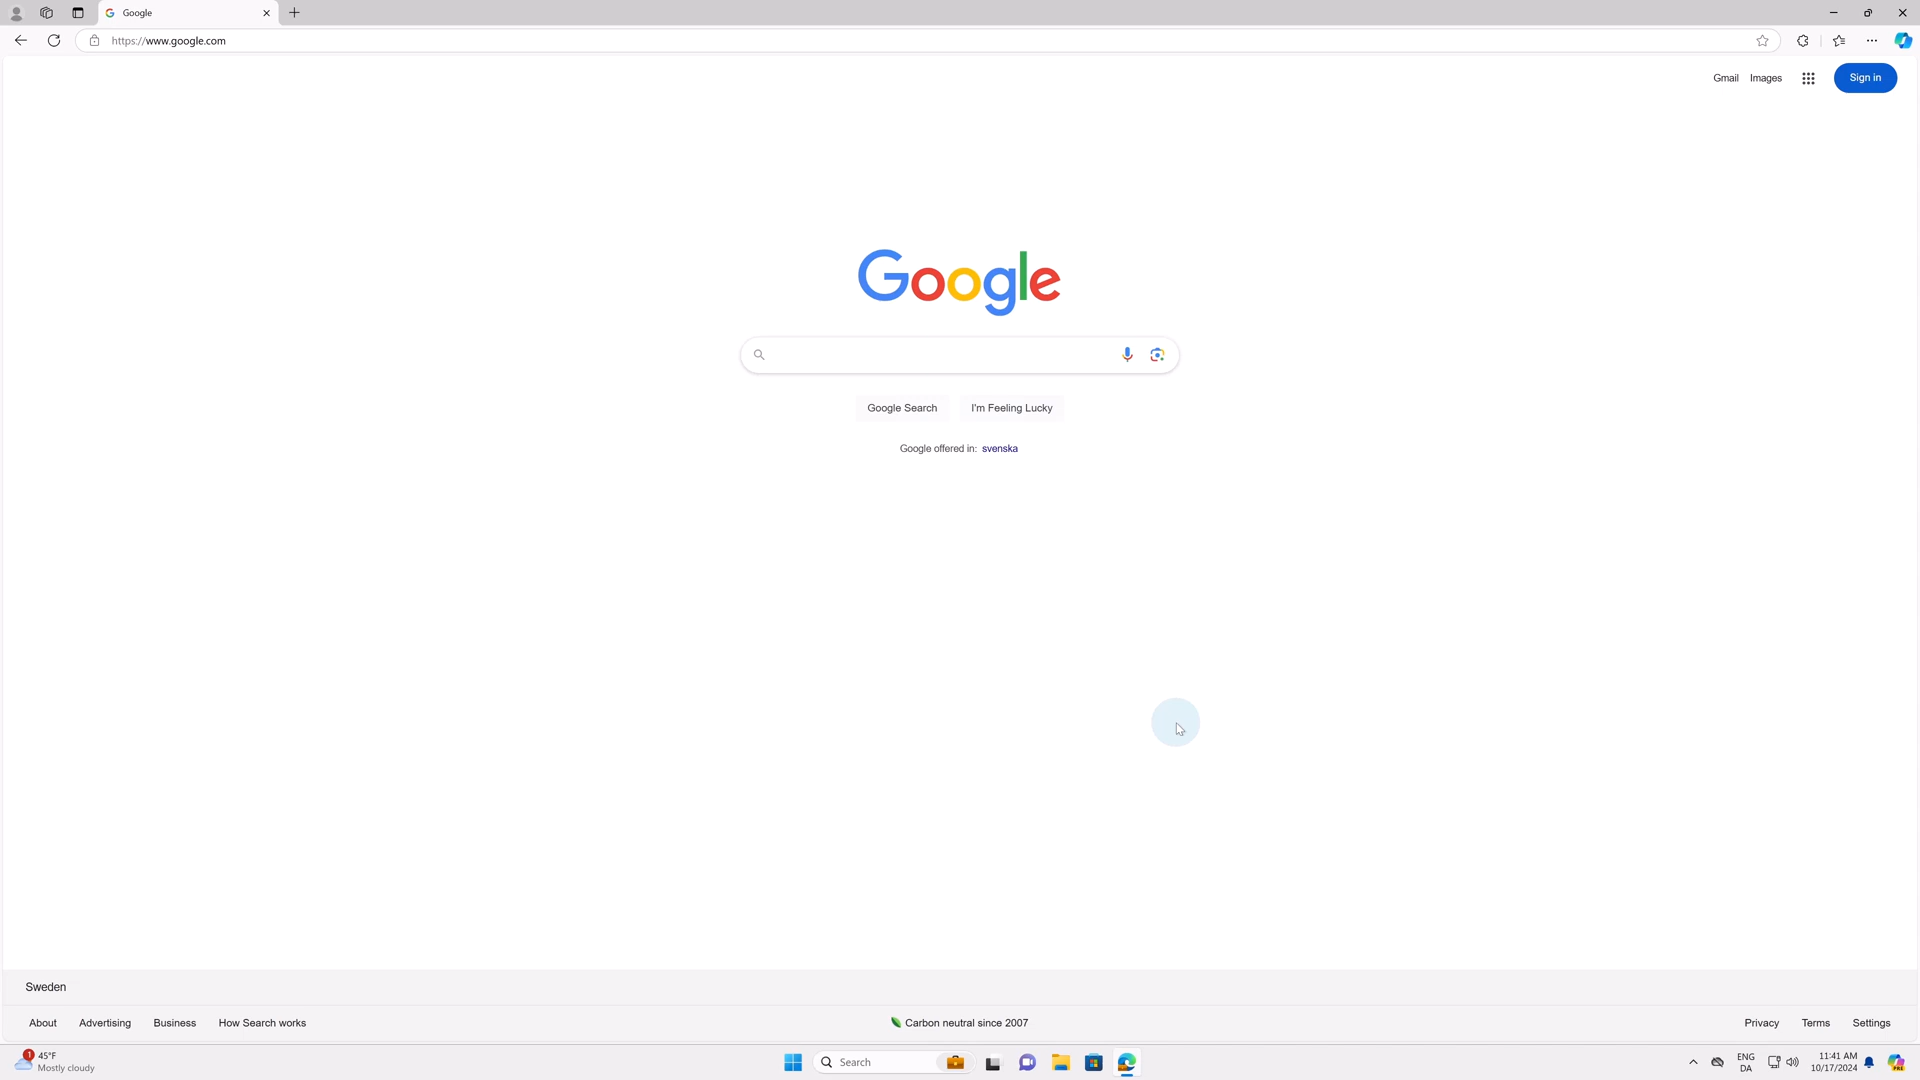 Google
https://www.google.com
Gmail Images Sign in
Google
Google Search I'm Feeling Lucky
Google offered in: svenska
Sweden
About Advertising Business How Search works Carbon neutral since 2007 Privacy Terms Settings
1 45°F
Mostly cloudy
Search
ENG
DA
11:41 AM
10/17/2024
PRE